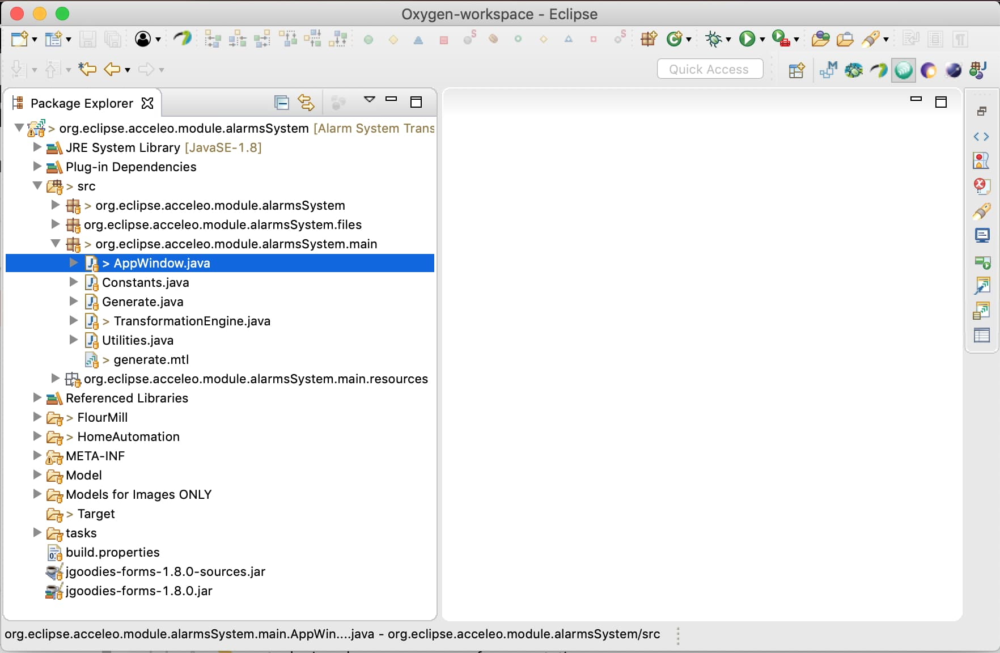 Oxygen-workspace - Eclipse
Quick Access
Package Explorer
> org.eclipse.acceleo.module.alarmsSystem [Alarm System Trans
JRE System Library [JavaSE-1.8]
Plug-in Dependencies
> src
> org.eclipse.acceleo.module.alarmsSystem
org.eclipse.acceleo.module.alarmsSystem.files
> org.eclipse.acceleo.module.alarmsSystem.main
> AppWindow.java
Constants.java
Generate.java
> TransformationEngine.java
Utilities.java
> generate.mtl
org.eclipse.acceleo.module.alarmsSystem.main.resources
Referenced Libraries
> FlourMill
> HomeAutomation
META-INF
Model
Models for Images ONLY
> Target
tasks
build.properties
jgoodies-forms-1.8.0-sources.jar
jgoodies-forms-1.8.0.jar
org.eclipse.acceleo.module.alarmsSystem.main.AppWin....java - org.eclipse.acceleo.module.alarmsSystem/src